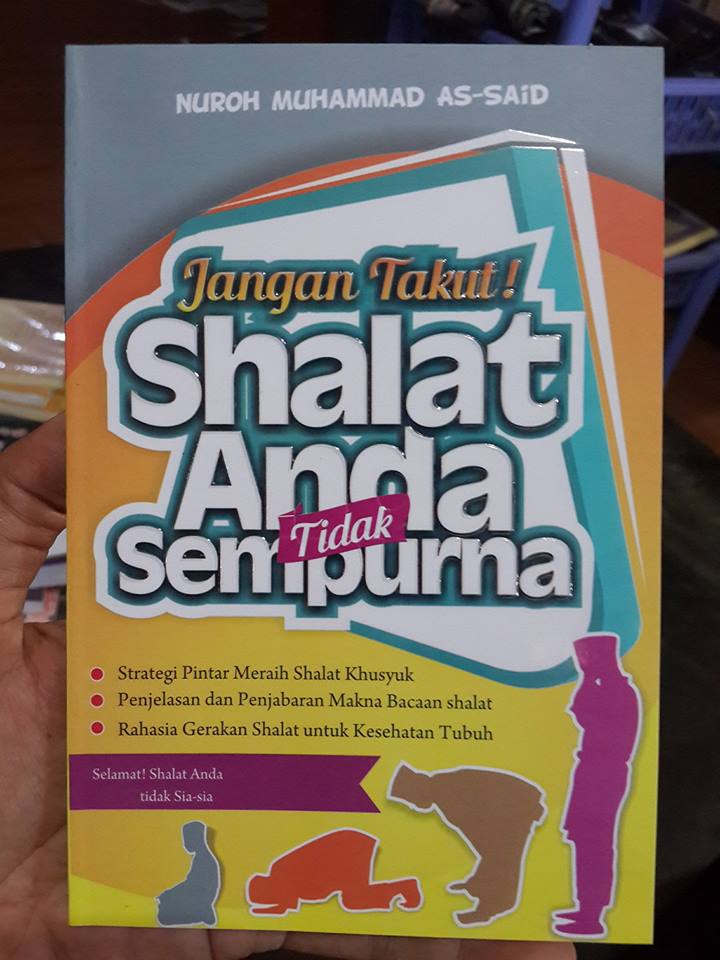 NUROH MUHAMMAD AS-SAID
Jangan Takut!
Shalat
Anda
Tidak
Sempurna
Strategi Pintar Meraih Shalat Khusyuk
Penjelasan dan Penjabaran Makna Bacaan shalat
Rahasia Gerakan Shalat untuk Kesehatan Tubuh
Selamat! Shalat Anda
tidak Sia-sia